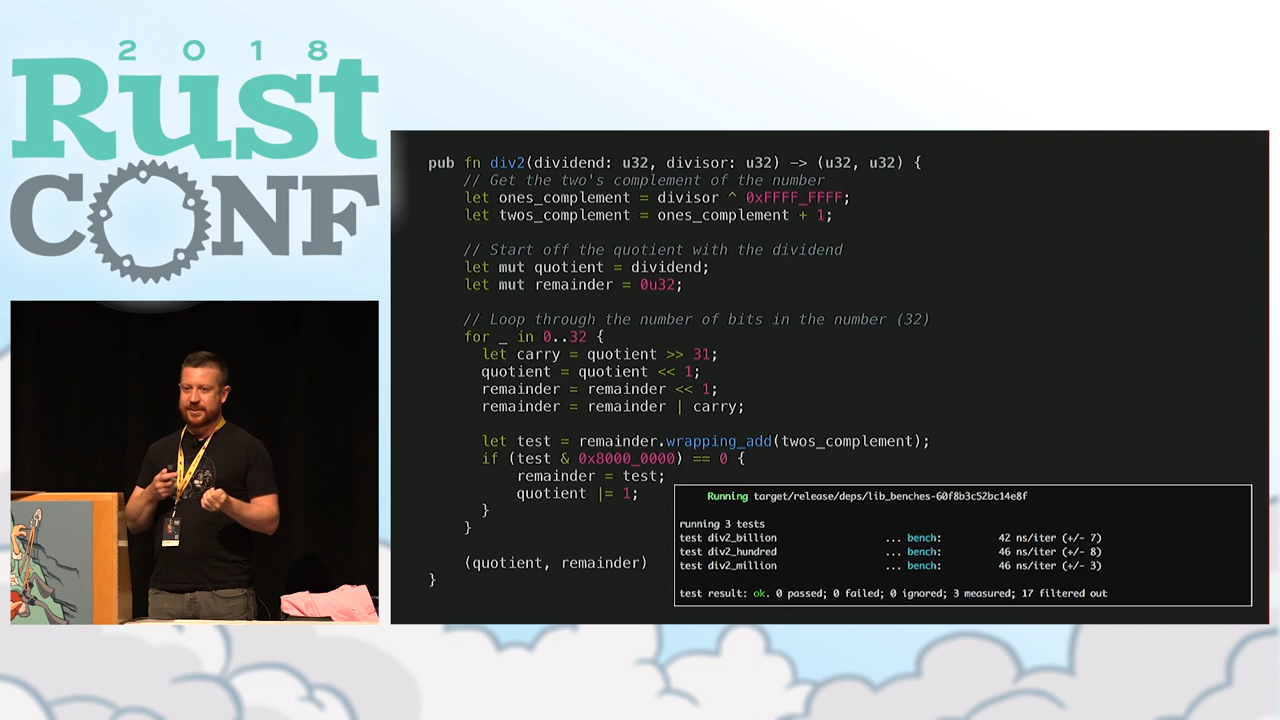 2018
Rust
CONF
pub fn div2(dividend: u32, divisor: u32) -> (u32, u32) {
    // Get the two's complement of the number
    let ones_complement = divisor ^ 0xFFFF_FFFF;
    let twos_complement = ones_complement + 1;
    // Start off the quotient with the dividend
    let mut quotient = dividend;
    let mut remainder = 0u32;
    // Loop through the number of bits in the number (32)
    for _ in 0..32 {
      let carry = quotient >> 31;
      quotient = quotient << 1;
      remainder = remainder << 1;
      remainder = remainder | carry;
      let test = remainder.wrapping_add(twos_complement);
      if (test & 0x8000_0000) == 0 {
          remainder = test;
          quotient |= 1;
      }
    }
    (quotient, remainder)
}
Running target/release/deps/lib_benches-60f8b3c52bc14e8f
running 3 tests
test div2_billion ... bench: 42 ns/iter (+/- 7)
test div2_hundred ... bench: 46 ns/iter (+/- 8)
test div2_million ... bench: 46 ns/iter (+/- 3)
test result: ok. 0 passed; 0 failed; 0 ignored; 3 measured; 17 filtered out